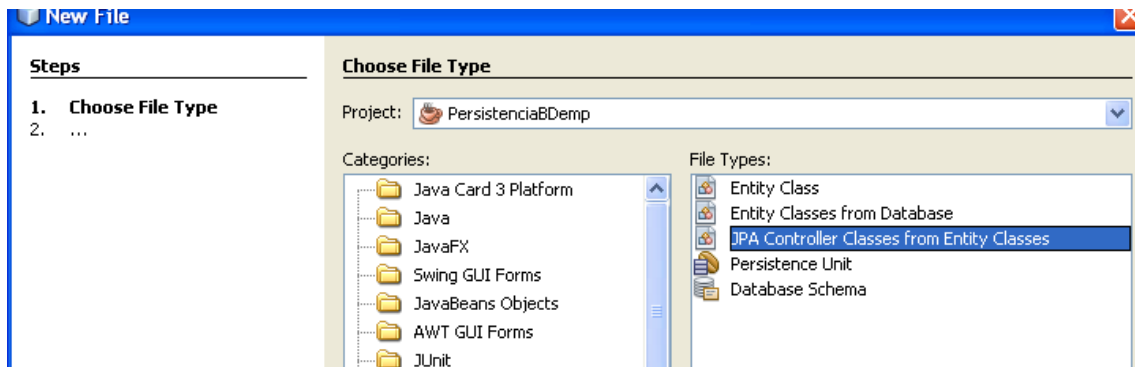 New File
Steps
1. Choose File Type
2. ...
Choose File Type
Project: PersistenciaBDemp
Categories:
Java Card 3 Platform
Java
JavaFX
Swing GUI Forms
JavaBeans Objects
AWT GUI Forms
JUnit
File Types:
Entity Class
Entity Classes from Database
JPA Controller Classes from Entity Classes
Persistence Unit
Database Schema